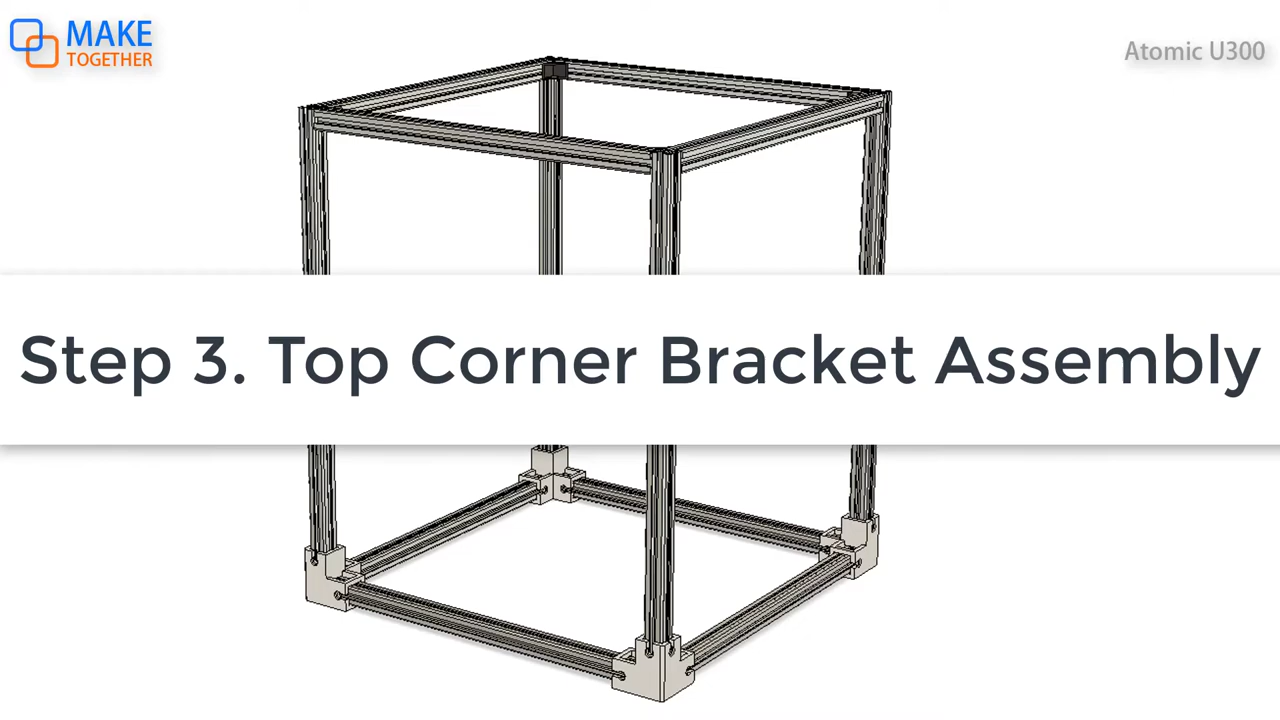 MAKE
TOGETHER
Atomic U300
Step 3. Top Corner Bracket Assembly